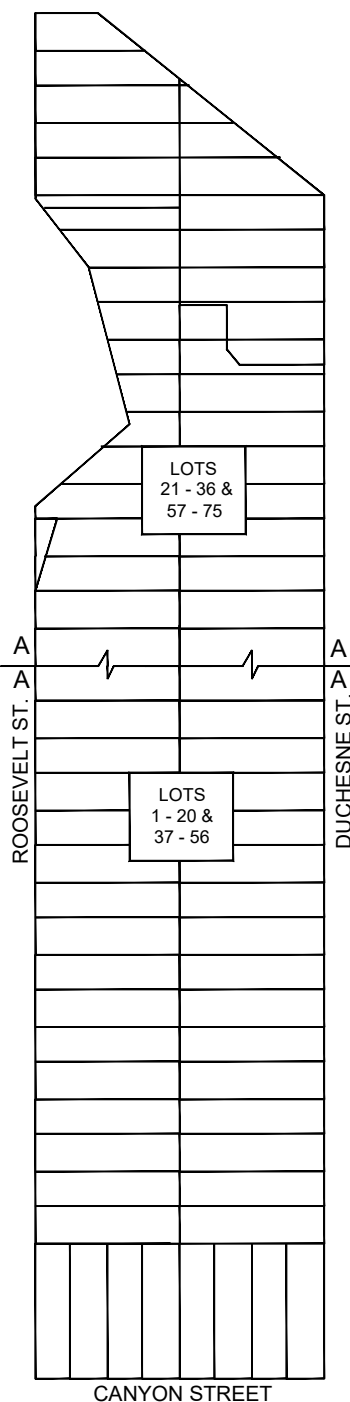 LOTS
21 - 36 &
57 - 75
A
A
A
A
ROOSEVELT ST.
DUCHESNE ST.
LOTS
1 - 20 &
37 - 56
CANYON STREET